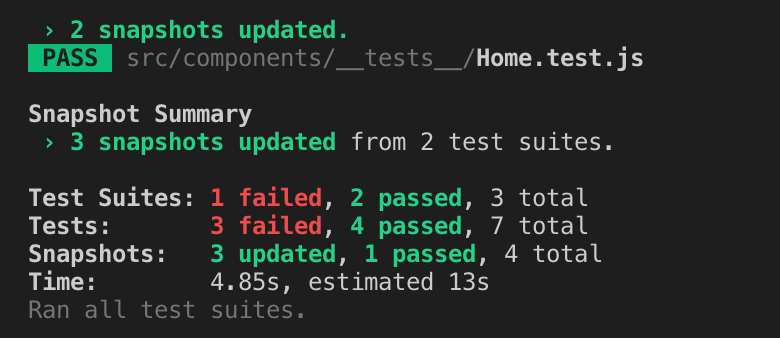 › 2 snapshots updated.
PASS src/components/__tests__/Home.test.js
Snapshot Summary
› 3 snapshots updated from 2 test suites.
Test Suites: 1 failed, 2 passed, 3 total
Tests: 3 failed, 4 passed, 7 total
Snapshots: 3 updated, 1 passed, 4 total
Time: 4.85s, estimated 13s
Ran all test suites.